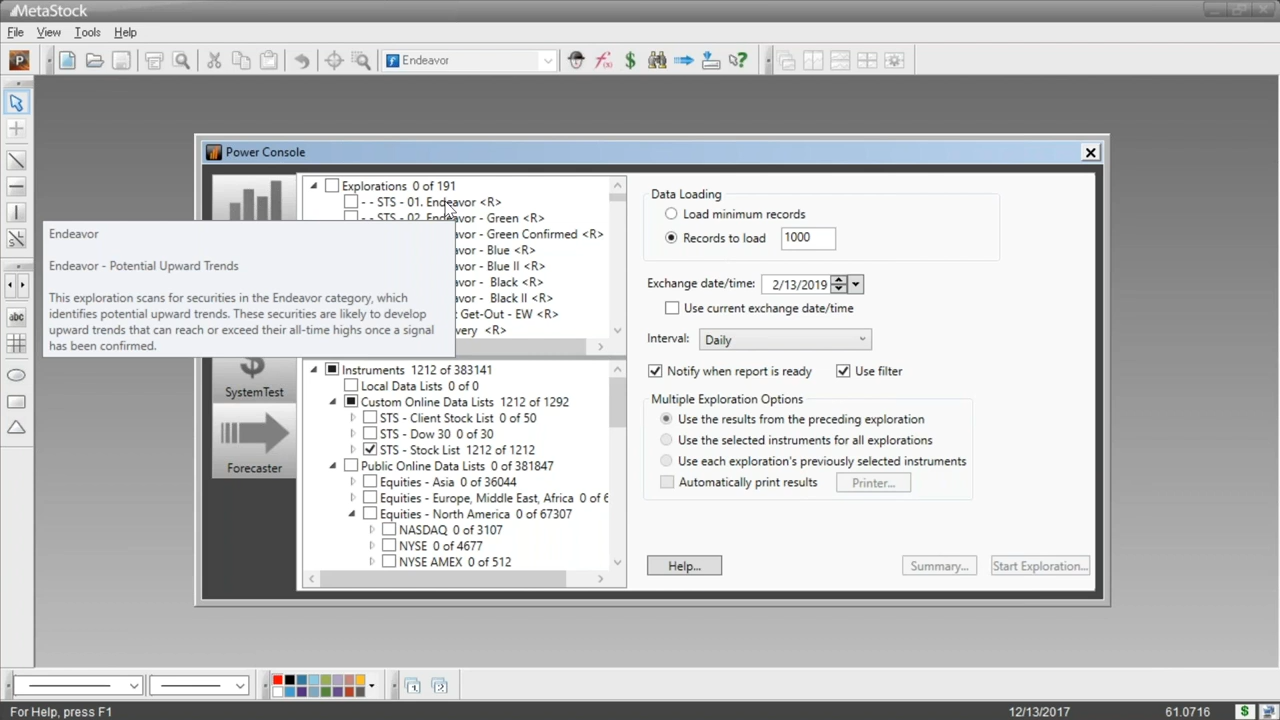 MetaStock
File View Tools Help
P
Endeavor
Power Console
Explorations 0 of 191
- - STS - 01. Endeavor <R>
- - STS - 02. Endeavor - Green <R>
avor - Green Confirmed <R>
avor - Blue <R>
avor - Blue II <R>
avor - Black <R>
avor - Black II <R>
Get-Out - EW <R>
very <R>
Endeavor
Endeavor - Potential Upward Trends
This exploration scans for securities in the Endeavor category, which
identifies potential upward trends. These securities are likely to develop
upward trends that can reach or exceed their all-time highs once a signal
has been confirmed.
SystemTest
Forecaster
Instruments 1212 of 383141
Local Data Lists 0 of 0
Custom Online Data Lists 1212 of 1292
STS - Client Stock List 0 of 50
STS - Dow 30 0 of 30
STS - Stock List 1212 of 1212
Public Online Data Lists 0 of 381847
Equities - Asia 0 of 36044
Equities - Europe, Middle East, Africa 0 of 6
Equities - North America 0 of 67307
NASDAQ 0 of 3107
NYSE 0 of 4677
NYSE AMEX 0 of 512
Data Loading
Load minimum records
Records to load 1000
Exchange date/time: 2/13/2019
Use current exchange date/time
Interval: Daily
Notify when report is ready Use filter
Multiple Exploration Options
Use the results from the preceding exploration
Use the selected instruments for all explorations
Use each exploration's previously selected instruments
Automatically print results Printer...
Help... Summary... Start Exploration...
abc
1 2
For Help, press F1 12/13/2017 61.0716 $